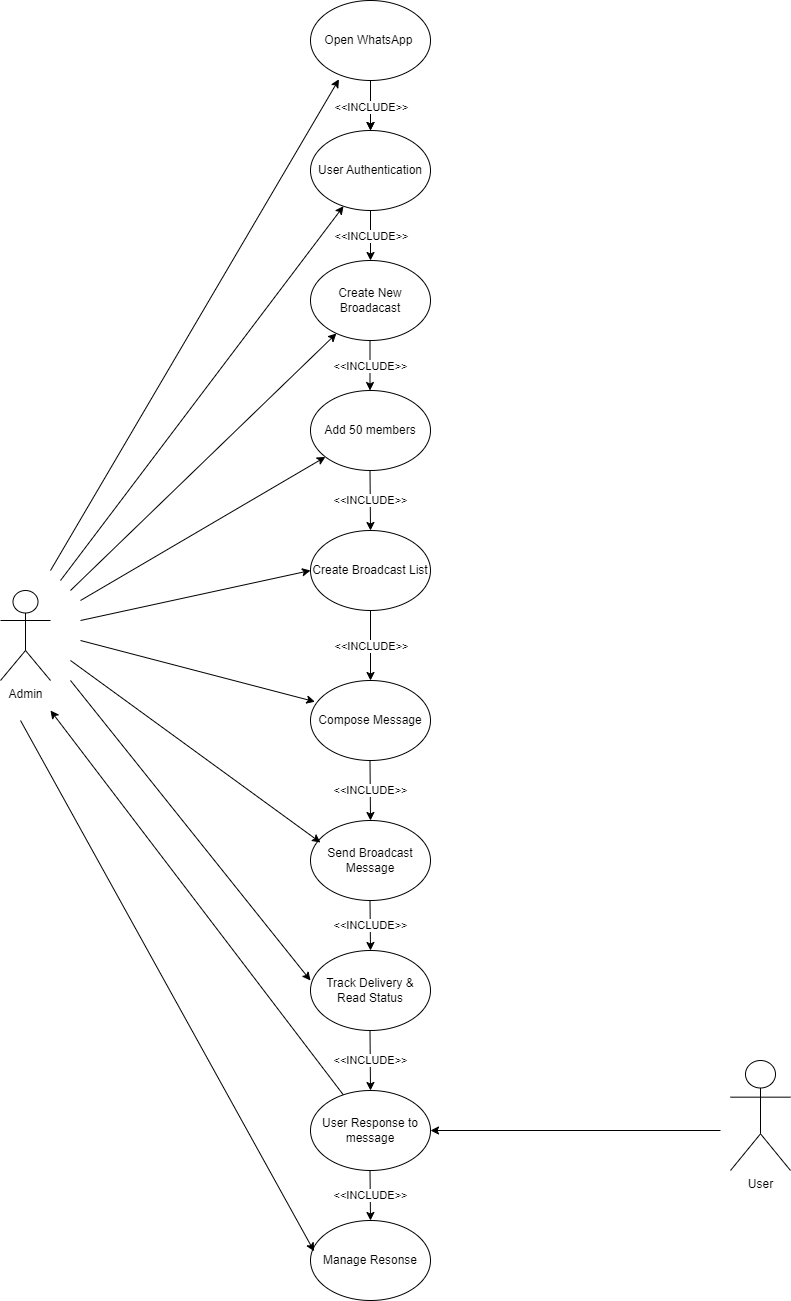 Open WhatsApp
<<INCLUDE>>
User Authentication
<<INCLUDE>>
Create New
Broadacast
<<INCLUDE>>
Add 50 members
<<INCLUDE>>
Create Broadcast List
<<INCLUDE>>
Admin
Compose Message
<<INCLUDE>>
Send Broadcast
Message
<<INCLUDE>>
Track Delivery &
Read Status
<<INCLUDE>>
User Response to
message
User
<<INCLUDE>>
Manage Resonse